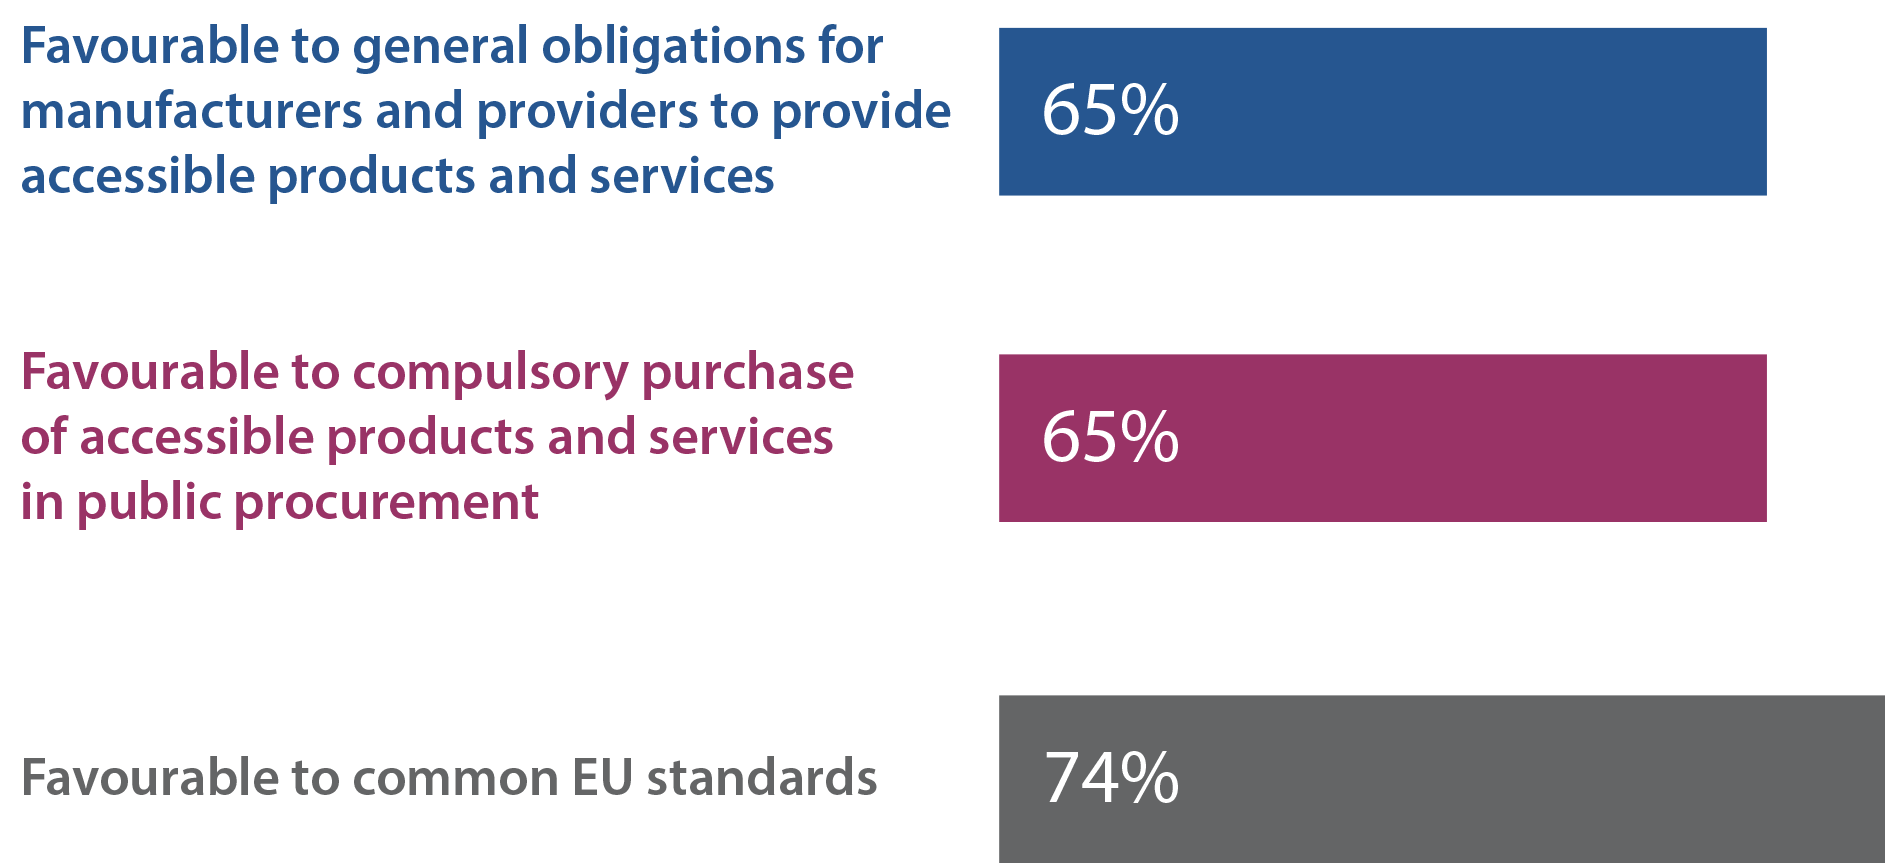 Favourable to general obligations for
manufacturers and providers to provide
accessible products and services
65%
Favourable to compulsory purchase
of accessible products and services
in public procurement
65%
Favourable to common EU standards
74%